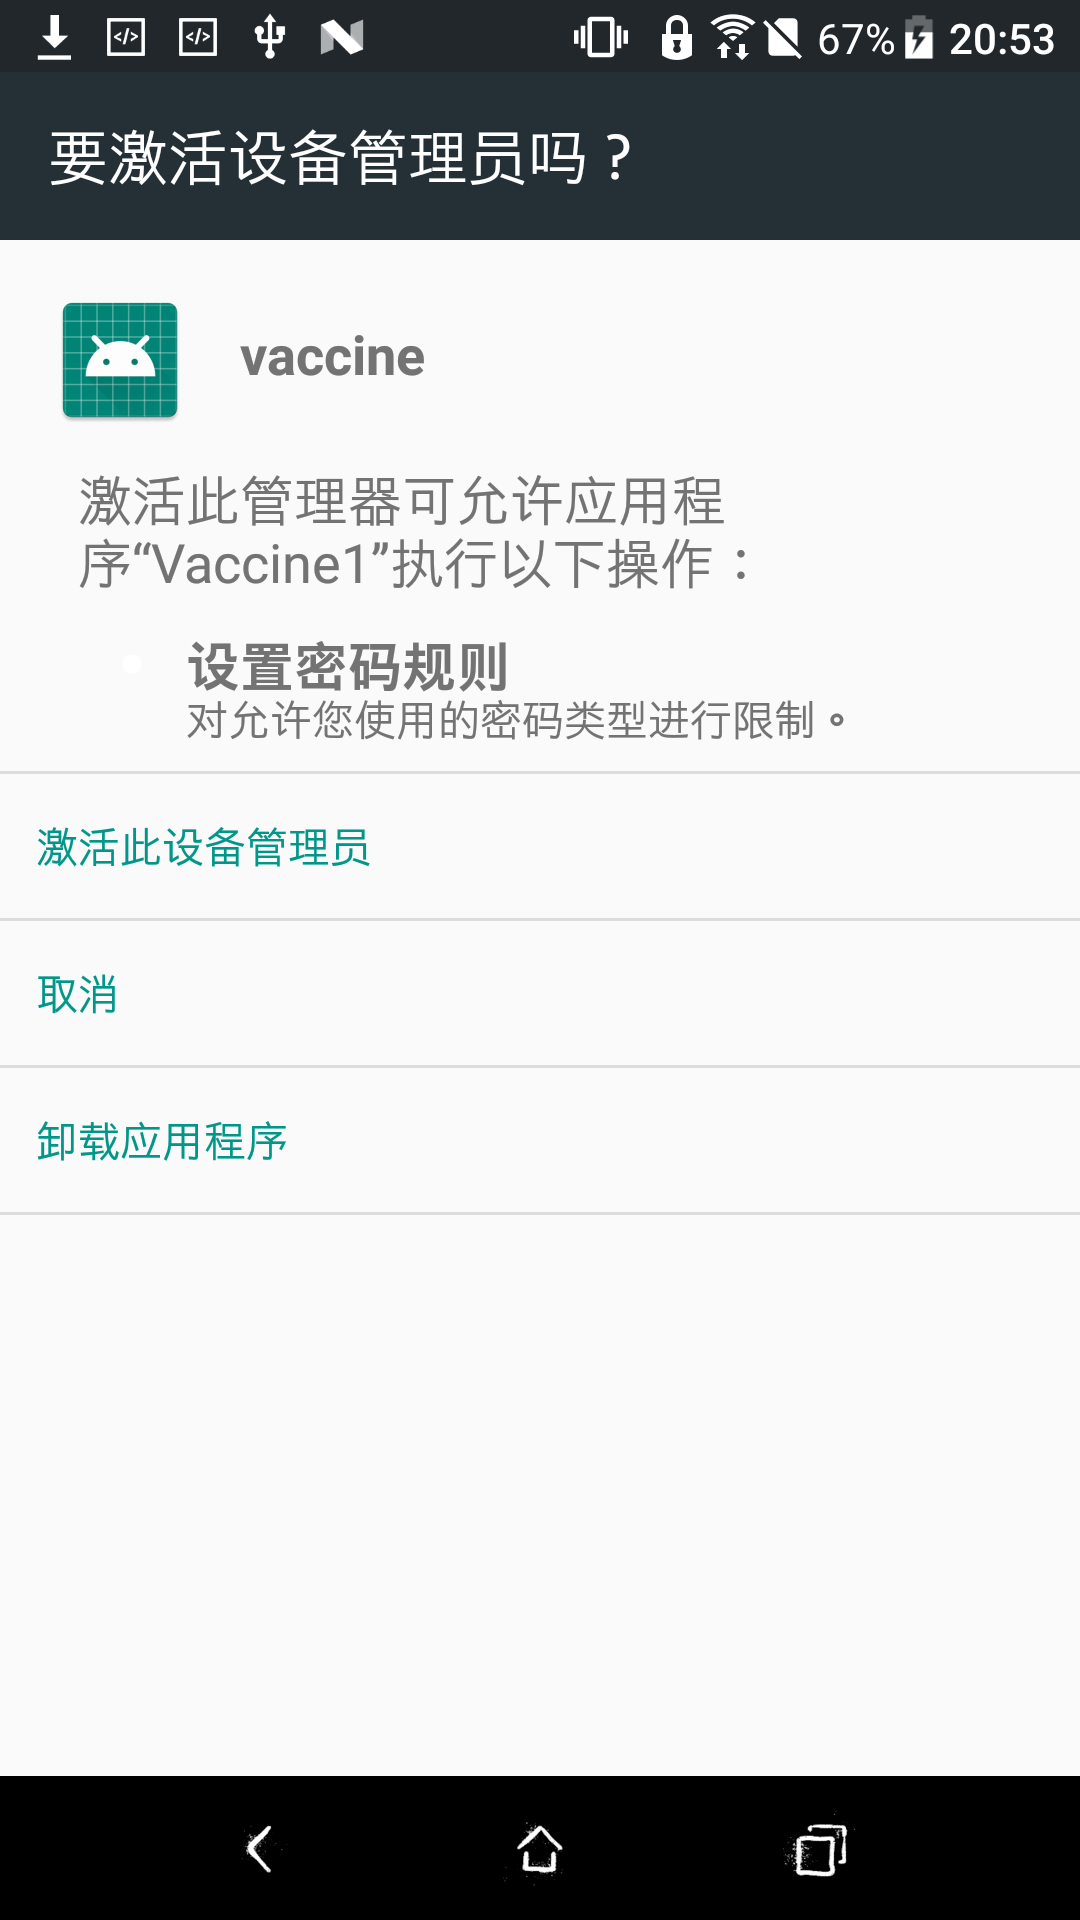 67% 20:53
要激活设备管理员吗？
vaccine
激活此管理器可允许应用程
序“Vaccine1”执行以下操作：
设置密码规则
对允许您使用的密码类型进行限制。
激活此设备管理员
取消
卸载应用程序